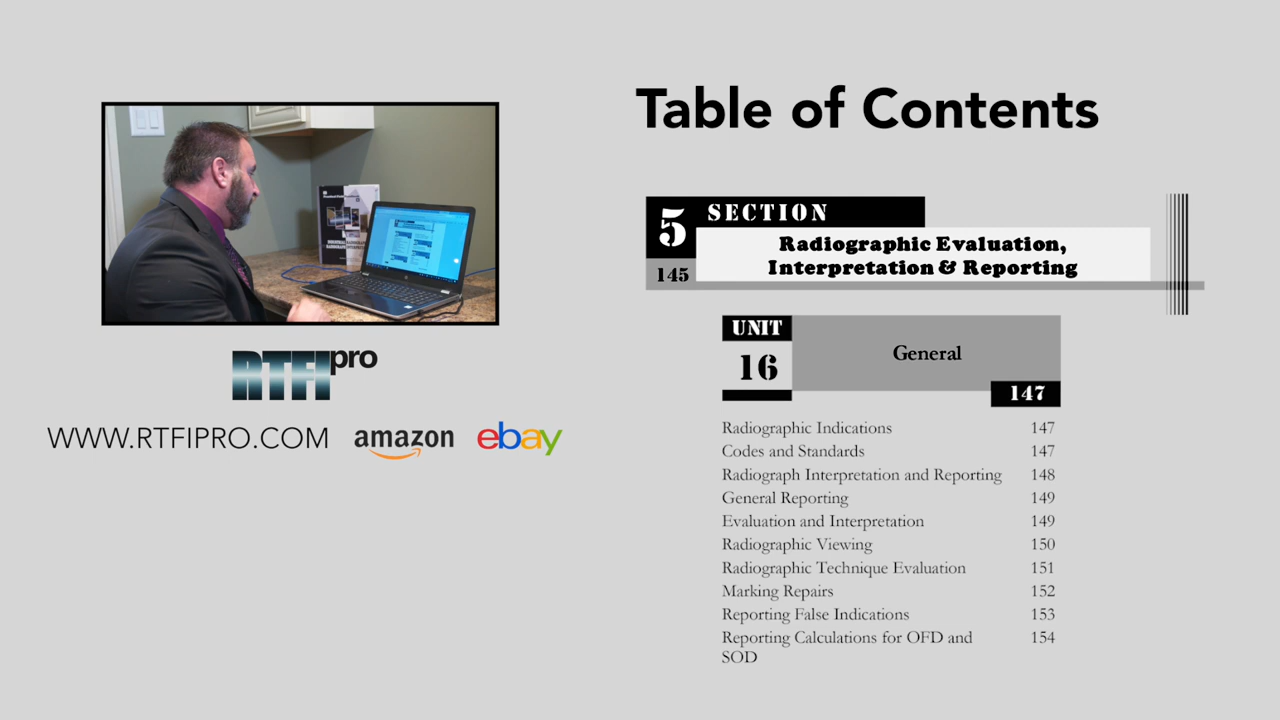 Table of Contents
5 SECTION
Radiographic Evaluation,
Interpretation & Reporting
145
UNIT
16
General
147
Radiographic Indications 147
Codes and Standards 147
Radiograph Interpretation and Reporting 148
General Reporting 149
Evaluation and Interpretation 149
Radiographic Viewing 150
Radiographic Technique Evaluation 151
Marking Repairs 152
Reporting False Indications 153
Reporting Calculations for OFD and 154
SOD
RTFIpro
WWW.RTFIPRO.COM amazon ebay